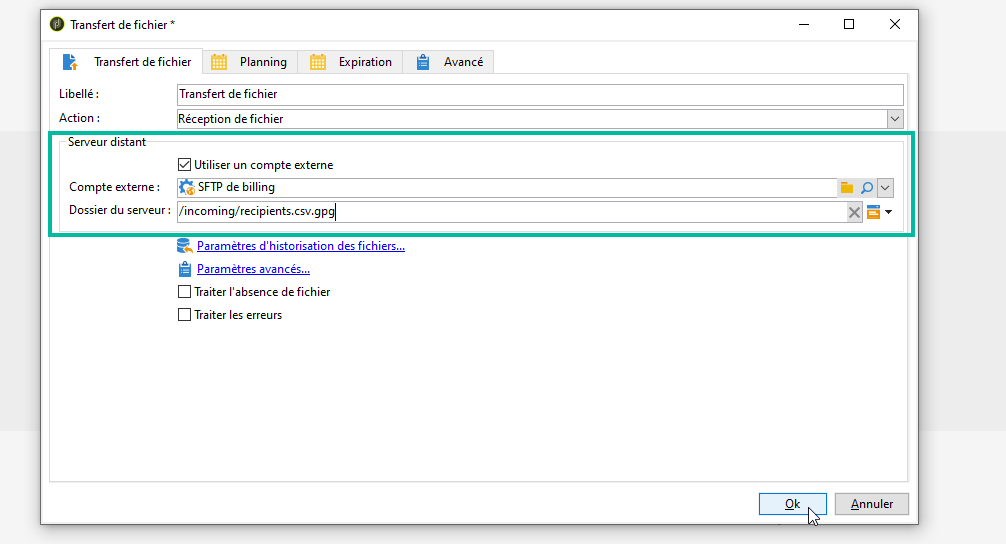 Transfert de fichier *
Transfert de fichier Planning Expiration Avancé
Libellé : Transfert de fichier
Action : Réception de fichier
Serveur distant
Utiliser un compte externe
Compte externe : SFTP de billing
Dossier du serveur : /incoming/recipients.csv.gpg
Paramètres d'historisation des fichiers...
Paramètres avancés...
Traiter l'absence de fichier
Traiter les erreurs
Ok Annuler